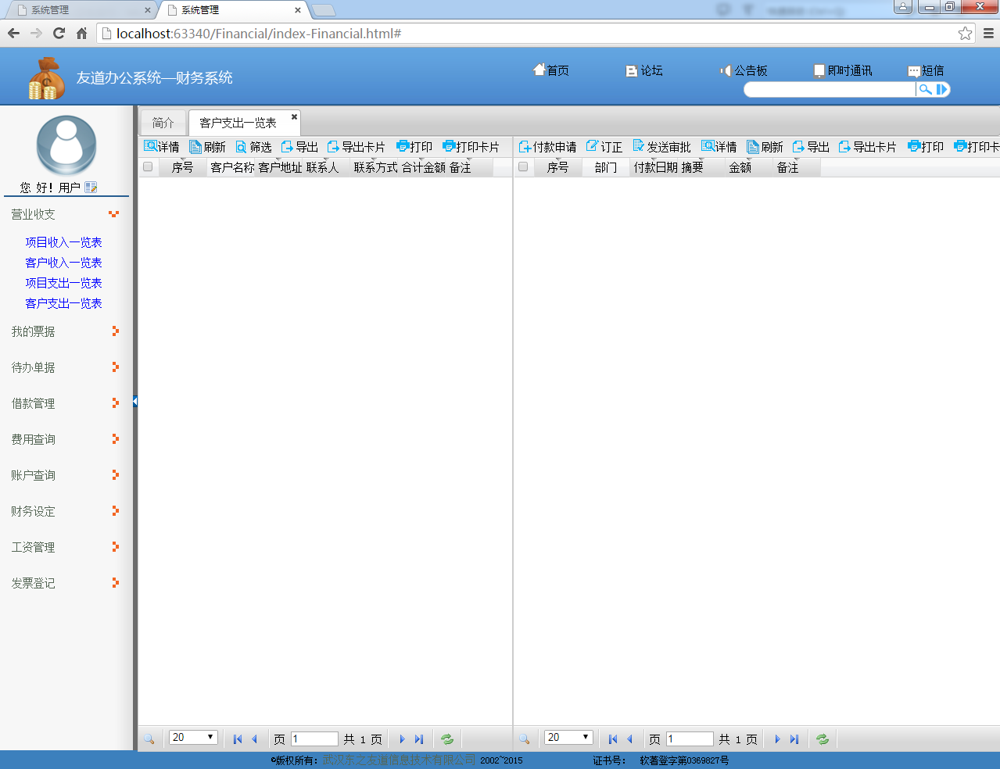 系统管理 系统管理
localhost:63340/Financial/index-Financial.html#
友道办公系统—财务系统 首页 论坛 公告板 即时通讯 短信
简介 客户支出一览表
详情 刷新 筛选 导出 导出卡片 打印 打印卡片 付款申请 订正 发送审批 详情 刷新 导出 导出卡片 打印 打印卡
序号 客户名称 客户地址 联系人 联系方式 合计金额 备注 序号 部门 付款日期 摘要 金额 备注
您 好！用户
营业收支
项目收入一览表
客户收入一览表
项目支出一览表
客户支出一览表
我的票据
待办单据
借款管理
费用查询
账户查询
财务设定
工资管理
发票登记
20 页 1 共 1 页 20 页 1 共 1 页
©版权所有：武汉东之友道信息技术有限公司 2002~2015 证书号： 软著登字第0369827号